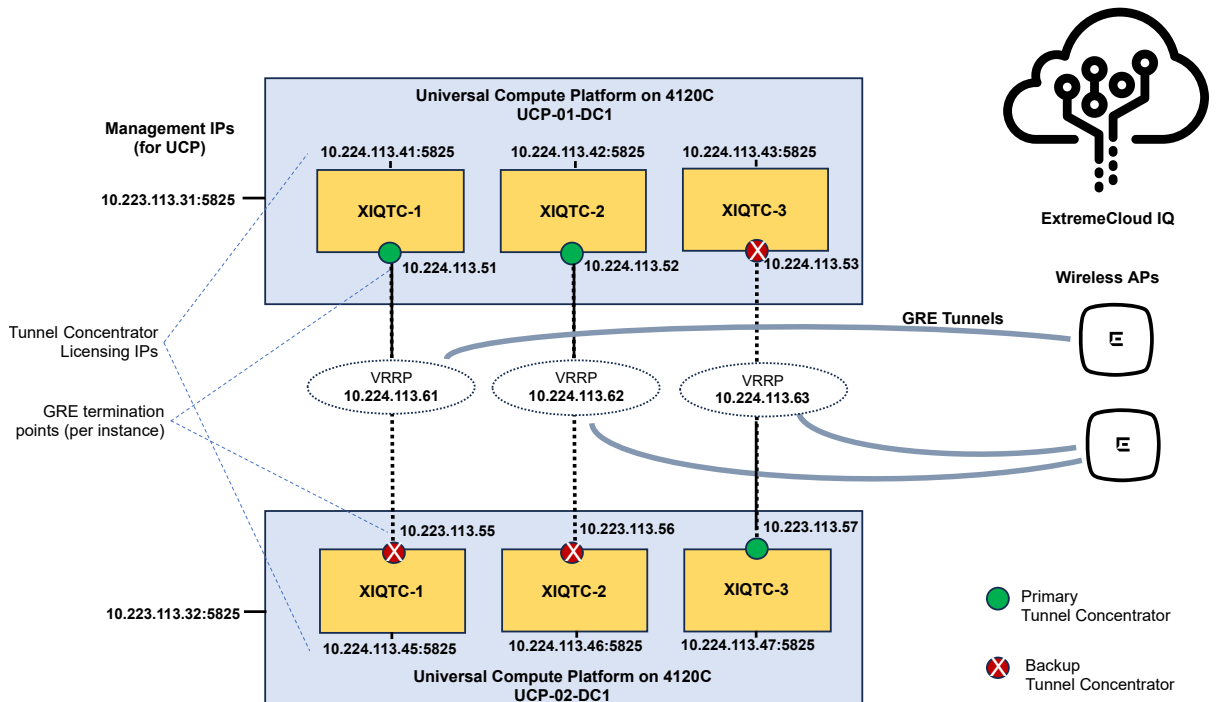 Universal Compute Platform on 4120C
UCP-01-DC1
Management IPs
(for UCP)
10.224.113.41:5825
10.224.113.42:5825
10.224.113.43:5825
10.223.113.31:5825
XIQTC-1
XIQTC-2
XIQTC-3
ExtremeCloud IQ
10.224.113.51
10.224.113.52
10.224.113.53
Wireless APs
GRE Tunnels
Tunnel Concentrator
Licensing IPs
VRRP
10.224.113.61
VRRP
10.224.113.62
VRRP
10.224.113.63
GRE termination
points (per instance)
10.223.113.55
10.223.113.56
10.223.113.57
XIQTC-1
XIQTC-2
XIQTC-3
10.223.113.32:5825
10.224.113.45:5825
10.224.113.46:5825
10.224.113.47:5825
Primary
Tunnel Concentrator
Universal Compute Platform on 4120C
UCP-02-DC1
Backup
Tunnel Concentrator